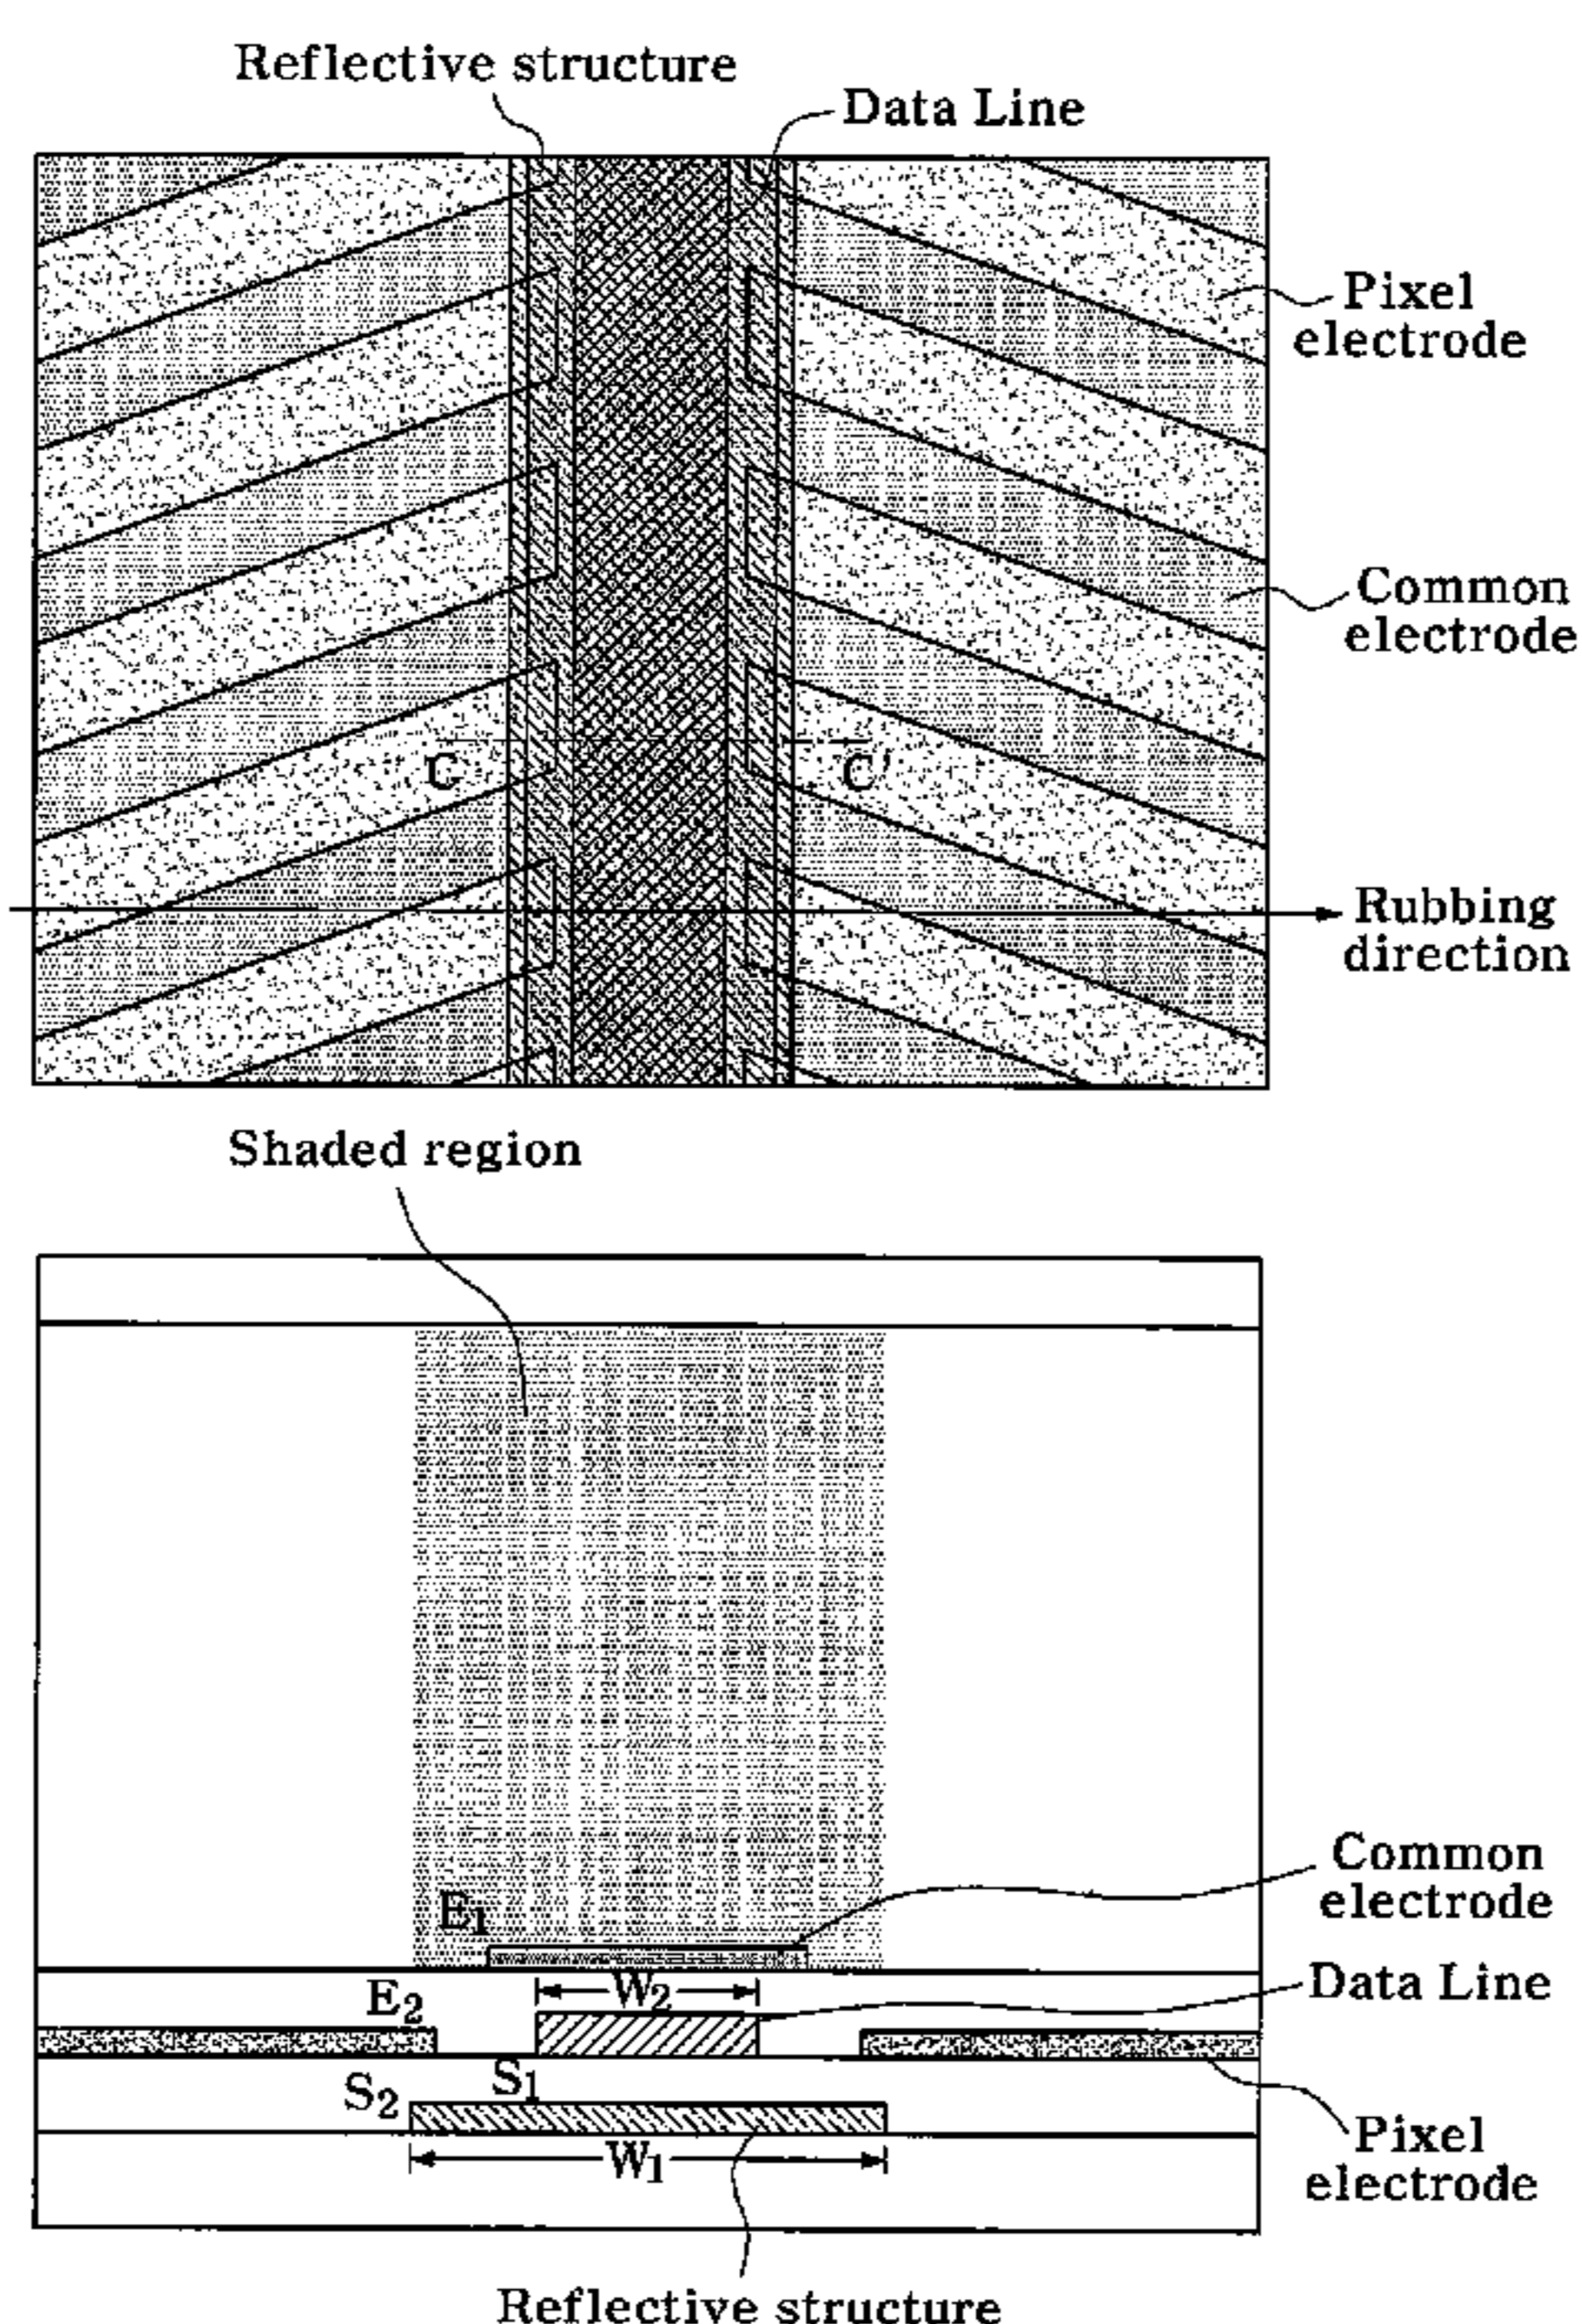 Reflective structure
Data Line
Pixel
electrode
Common
electrode
C
C'
Rubbing
direction
Shaded region
E1
Common
electrode
W2
Data Line
E2
S1
S2
W1
Pixel
electrode
Reflective structure